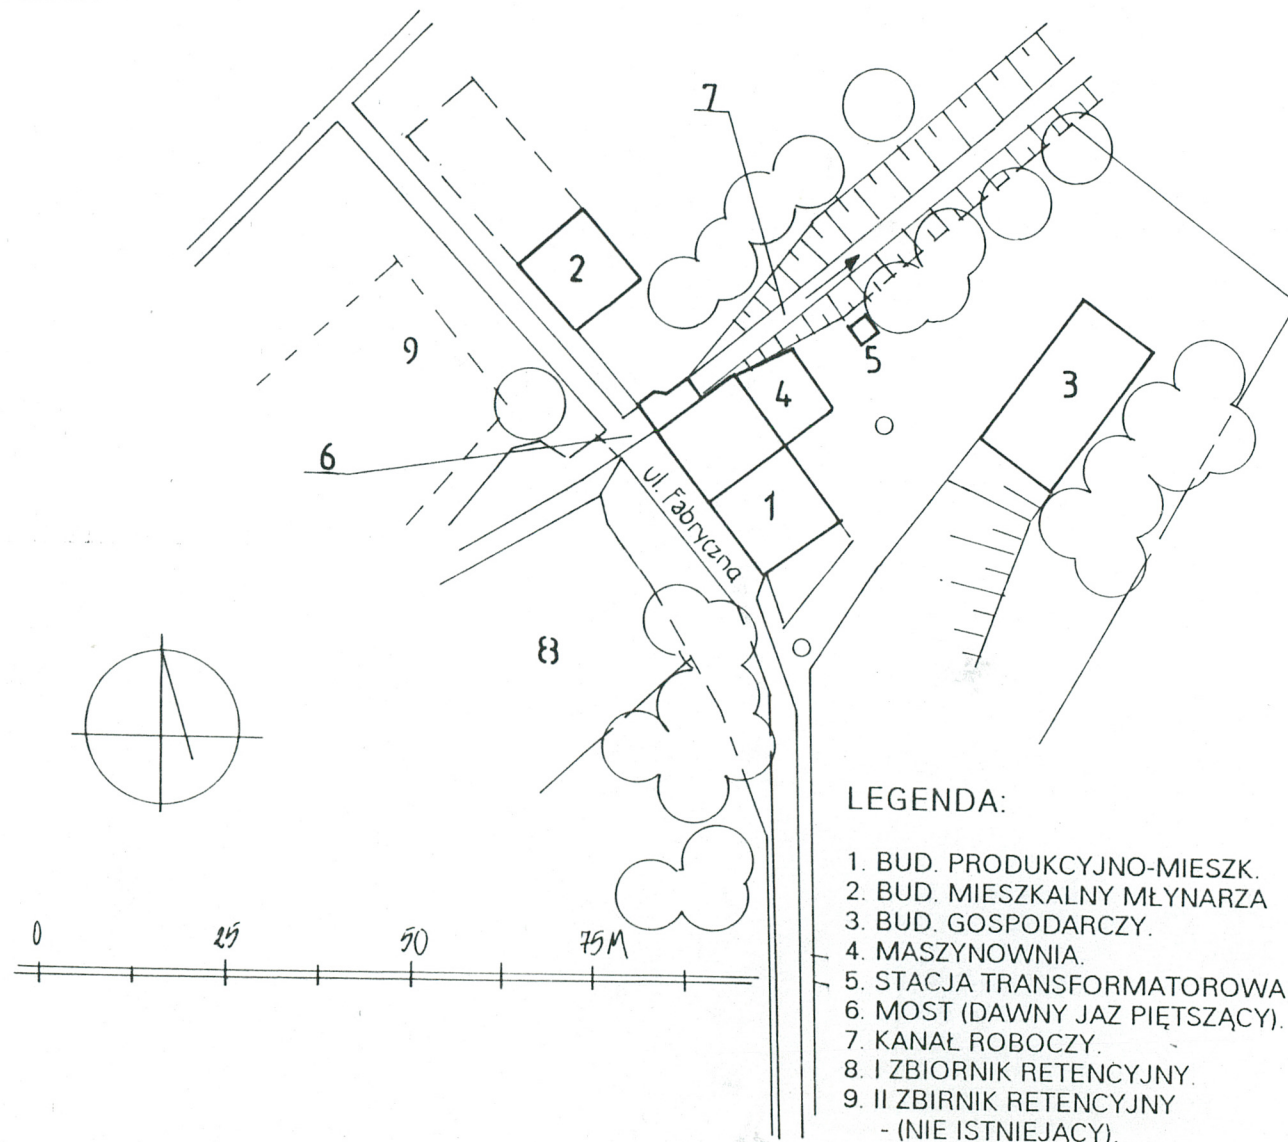 7
2
9
5
4
3
6
1
ul. Fabryczna
8
0 25 50 75M
LEGENDA:
1. BUD. PRODUKCYJNO-MIESZK.
2. BUD. MIESZKALNY MŁYNARZA
3. BUD. GOSPODARCZY.
4. MASZYNOWNIA.
5. STACJA TRANSFORMATOROWA
6. MOST (DAWNY JAZ PIĘTSZĄCY).
7. KANAŁ ROBOCZY.
8. I ZBIORNIK RETENCYJNY.
9. II ZBIRNIK RETENCYJNY
- (NIE ISTNIEJACY).